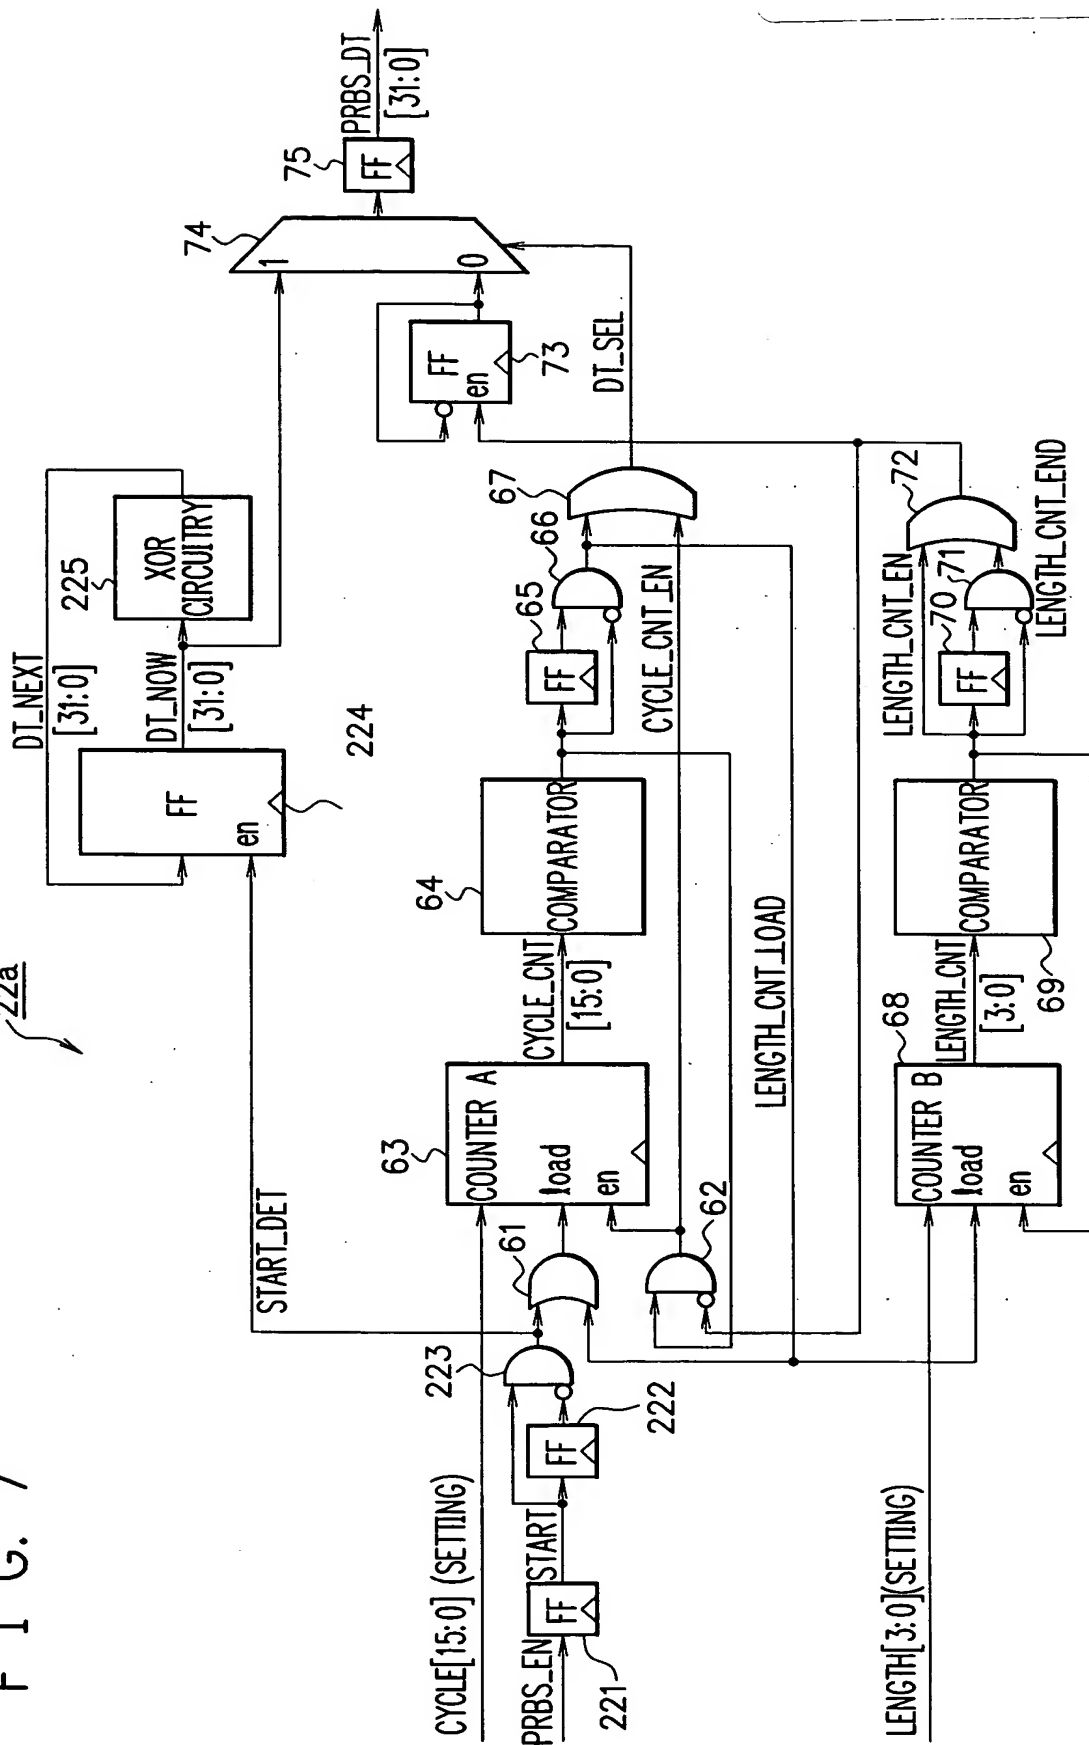 FIG. 7
22a
DT_NEXT
[31:0]
DT_NOW
[31:0]
225
XOR
CIRCUITRY
FF
en
224
START_DET
74
1
0
75
FF
PRBS_DT
[31:0]
FF
en
73
DT_SEL
CYCLE[15:0] (SETTING)
PRBS_EN
FF
221
START
FF
222
223
61
63
COUNTER A
load
en
62
CYCLE_CNT
[15:0]
64
COMPARATOR
65
FF
66
67
CYCLE_CNT_EN
LENGTH_CNT_LOAD
LENGTH[3:0](SETTING)
68
COUNTER B
load
en
LENGTH_CNT
[3:0]
69
COMPARATOR
LENGTH_CNT_EN
70
FF
71
72
LENGTH_CNT_END